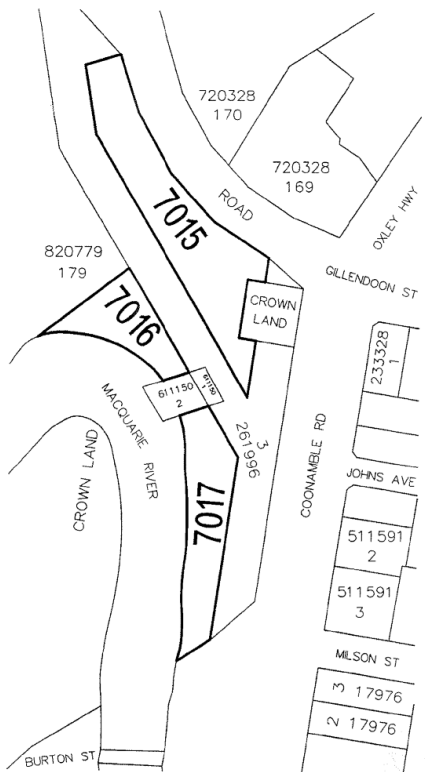 720328
170
720328
169
ROAD
OXLEY HWY
7015
820779
179
GILLENDOON ST
CROWN
LAND
7016
233328
1
611150
2
611150
1
MACQUARIE RIVER
3
261996
COONAMBLE RD
CROWN LAND
JOHNS AVE
7017
511591
2
511591
3
MILSON ST
3 17976
2 17976
BURTON ST